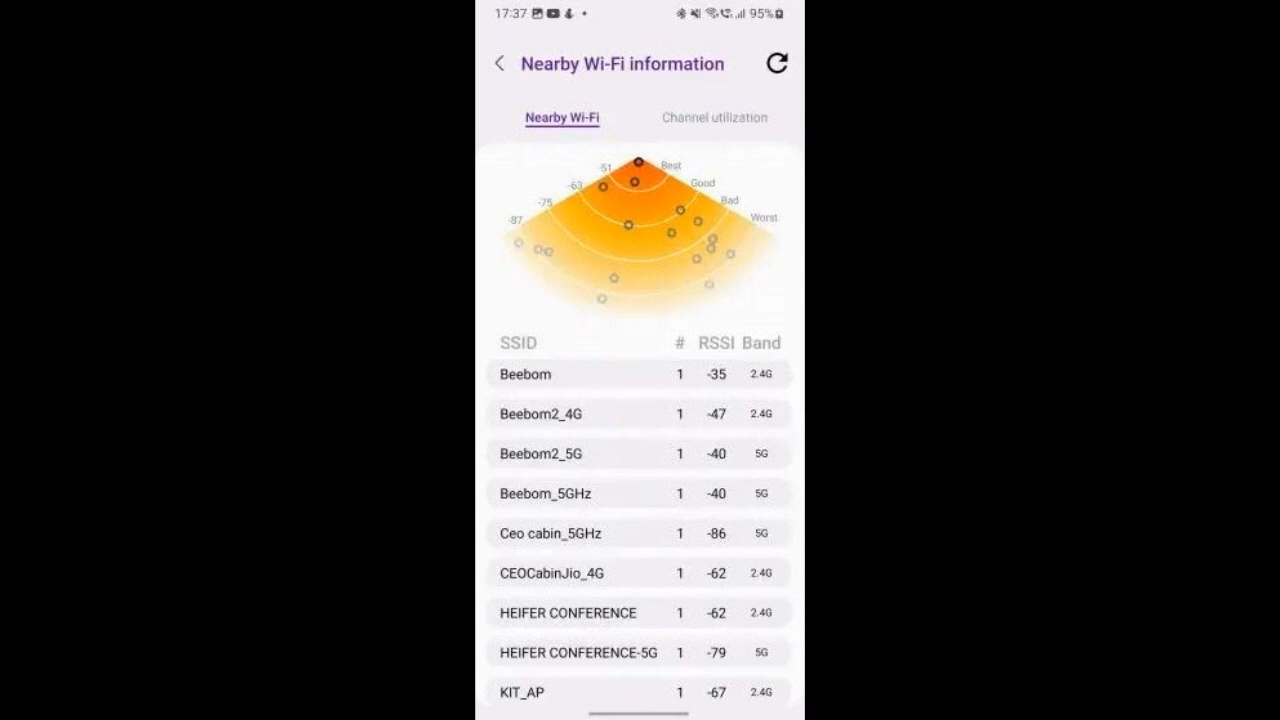 17:37 95%
Nearby Wi-Fi information
Nearby Wi-Fi Channel utilization
-51 Best
-63 Good
-75 Bad
-87 Worst
SSID # RSSI Band
Beebom 1 -35 2.4G
Beebom2_4G 1 -47 2.4G
Beebom2_5G 1 -40 5G
Beebom_5GHz 1 -40 5G
Ceo cabin_5GHz 1 -86 5G
CEOCabinJio_4G 1 -62 2.4G
HEIFER CONFERENCE 1 -62 2.4G
HEIFER CONFERENCE-5G 1 -79 5G
KIT_AP 1 -67 2.4G